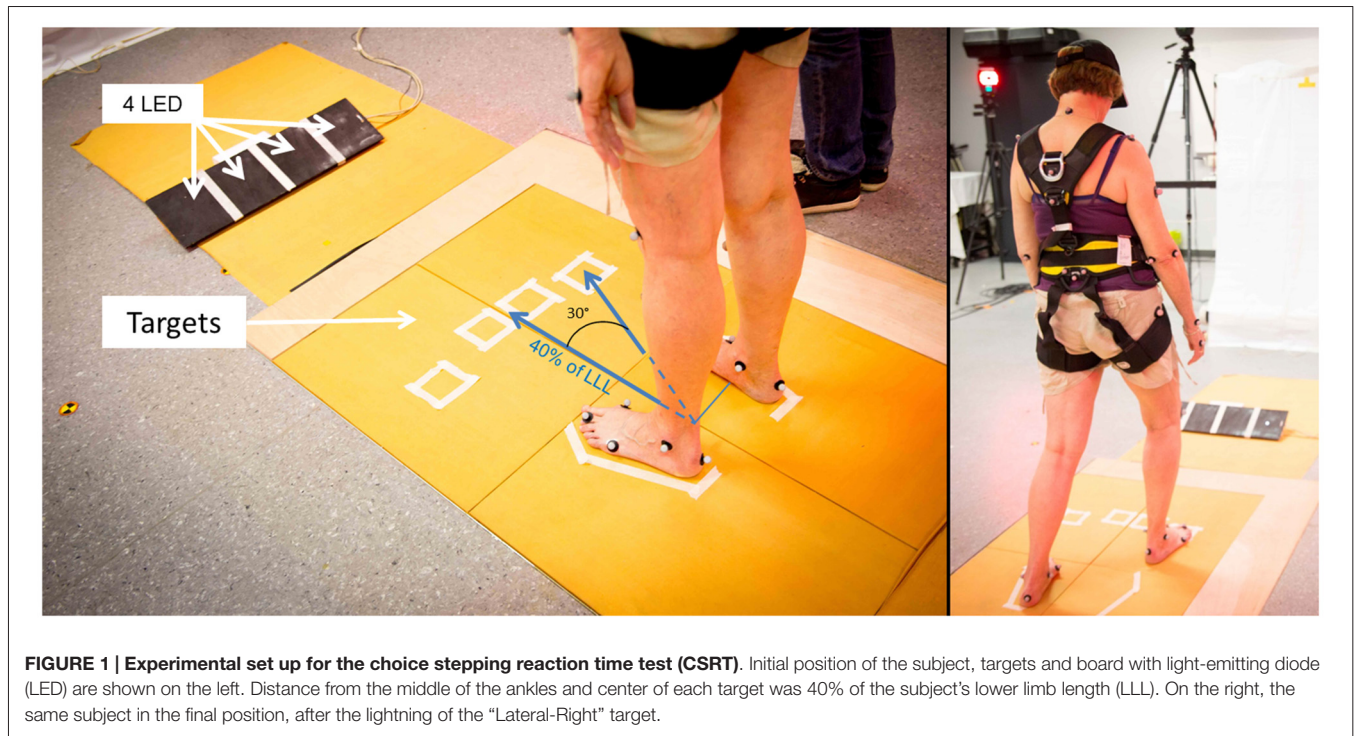 4 LED
Targets
30°
40% of LLL
FIGURE 1 | Experimental set up for the choice stepping reaction time test (CSRT). Initial position of the subject, targets and board with light-emitting diode
(LED) are shown on the left. Distance from the middle of the ankles and center of each target was 40% of the subject's lower limb length (LLL). On the right, the
same subject in the final position, after the lightning of the "Lateral-Right" target.